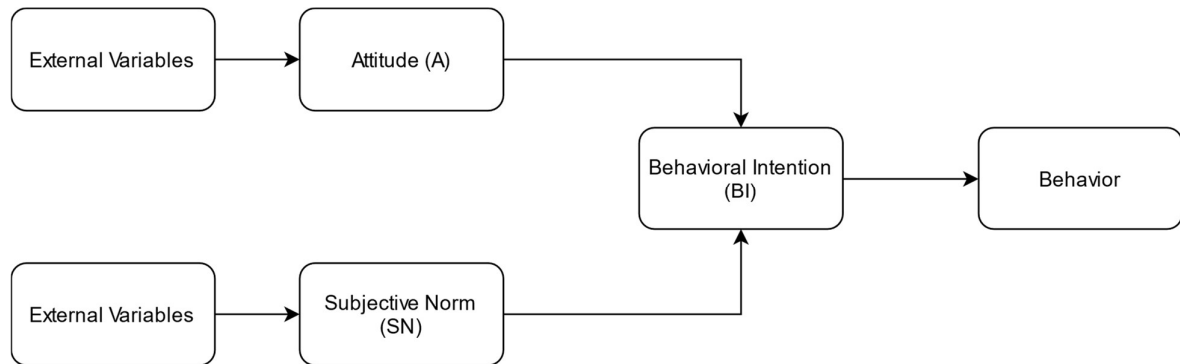 External Variables
Attitude (A)
Behavioral Intention
(BI)
Behavior
External Variables
Subjective Norm
(SN)